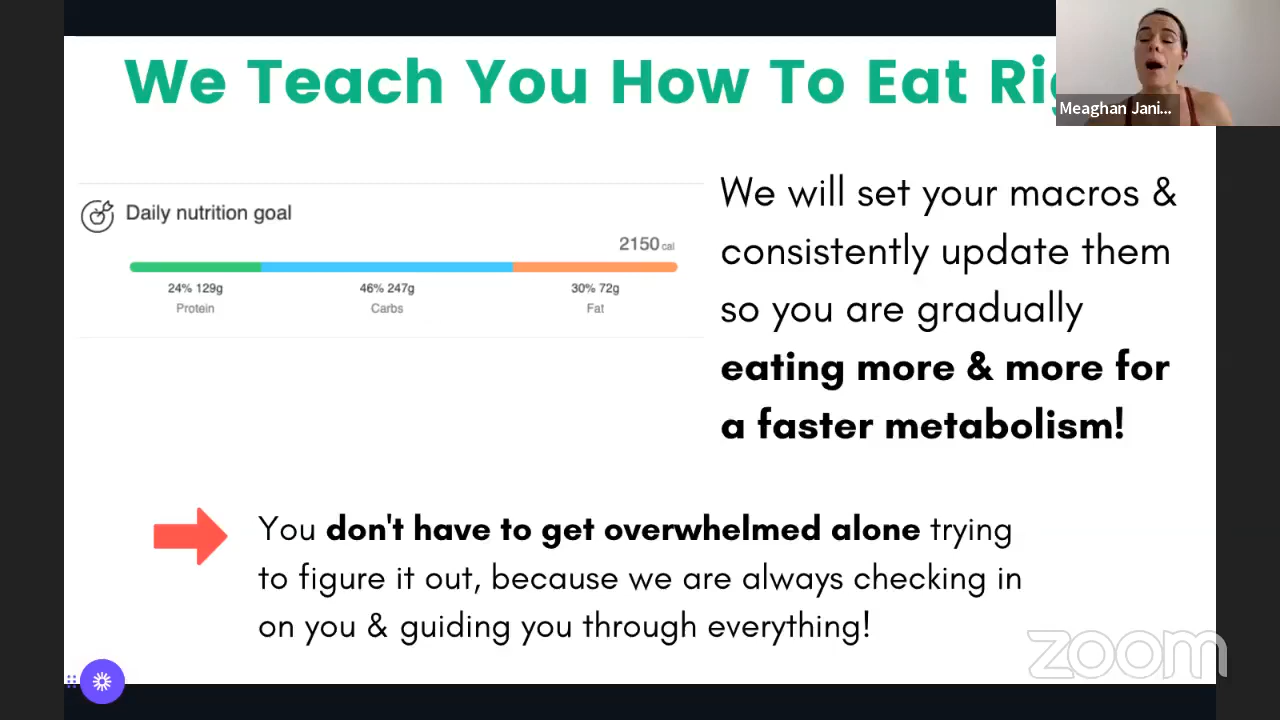 We Teach You How To Eat
Meaghan Jani...
We will set your macros &
consistently update them
so you are gradually
eating more & more for
a faster metabolism!
Daily nutrition goal
2150 cal
24% 129g
46% 247g
30% 72g
Protein
Carbs
Fat
You don't have to get overwhelmed alone trying
to figure it out, because we are always checking in
on you & guiding you through everything!
zoom